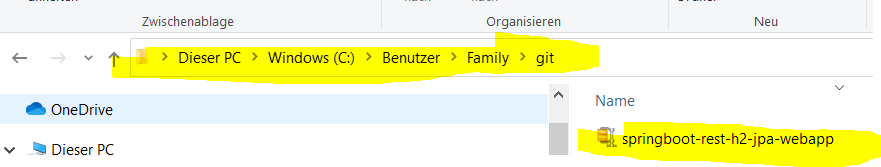 Zwischenablage
Organisieren
Neu
Dieser PC > Windows (C:) > Benutzer > Family > git
Name
OneDrive
springboot-rest-h2-jpa-webapp
Dieser PC